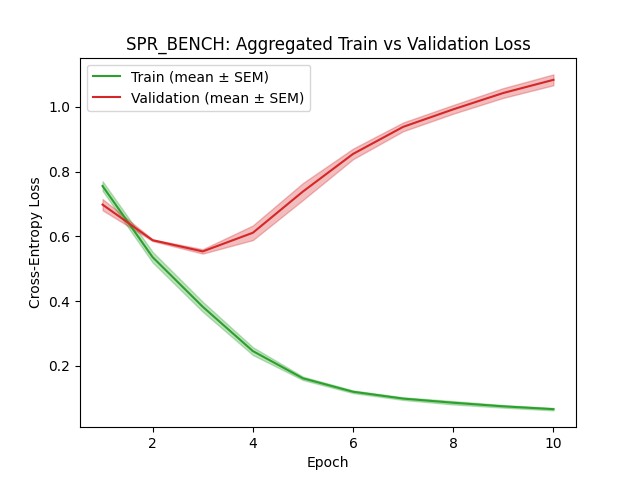 SPR_BENCH: Aggregated Train vs Validation Loss
Train (mean ± SEM)
Validation (mean ± SEM)
1.0
0.8
0.6
0.4
0.2
Cross-Entropy Loss
2
4
6
8
10
Epoch